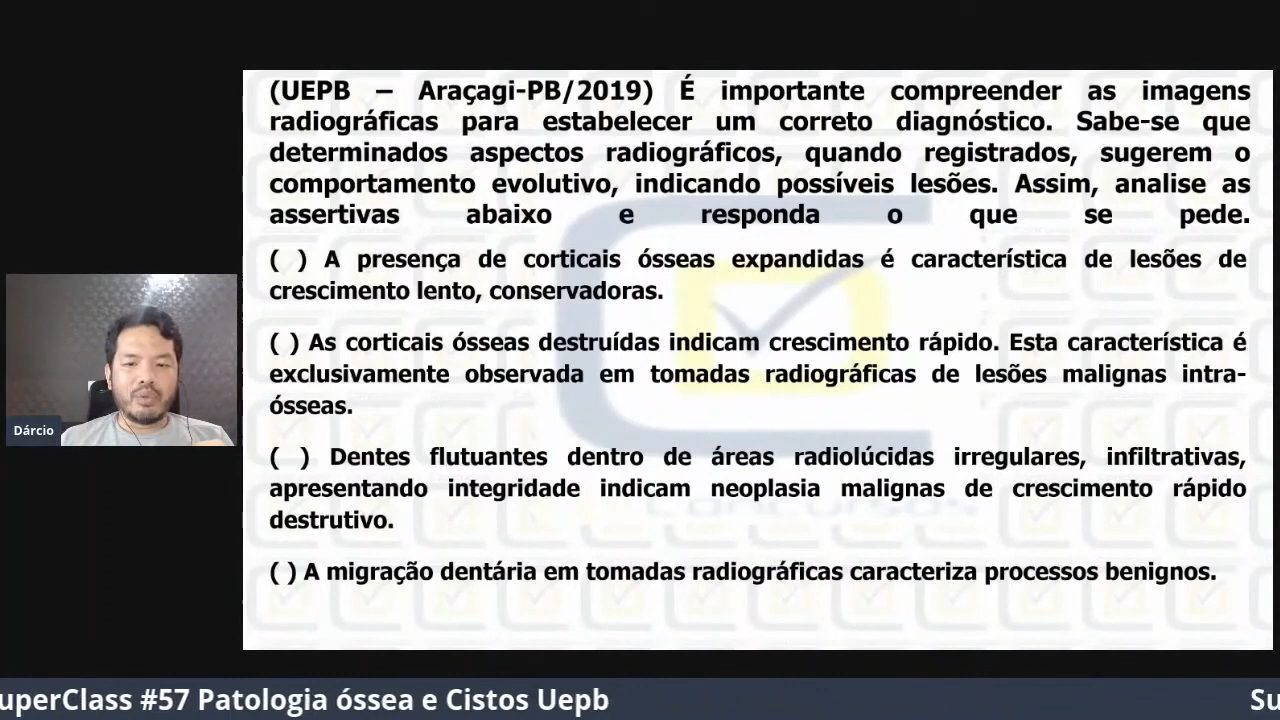 (UEPB – Araçagi-PB/2019) É importante compreender as imagens
radiográficas para estabelecer um correto diagnóstico. Sabe-se que
determinados aspectos radiográficos, quando registrados, sugerem o
comportamento evolutivo, indicando possíveis lesões. Assim, analise as
assertivas abaixo e responda o que se pede.
( ) A presença de corticais ósseas expandidas é característica de lesões de
crescimento lento, conservadoras.
( ) As corticais ósseas destruídas indicam crescimento rápido. Esta característica é
exclusivamente observada em tomadas radiográficas de lesões malignas intra-
ósseas.
( ) Dentes flutuantes dentro de áreas radiolúcidas irregulares, infiltrativas,
apresentando integridade indicam neoplasia malignas de crescimento rápido
destrutivo.
( ) A migração dentária em tomadas radiográficas caracteriza processos benignos.
Dárcio
uperClass #57 Patologia óssea e Cistos Uepb
Su